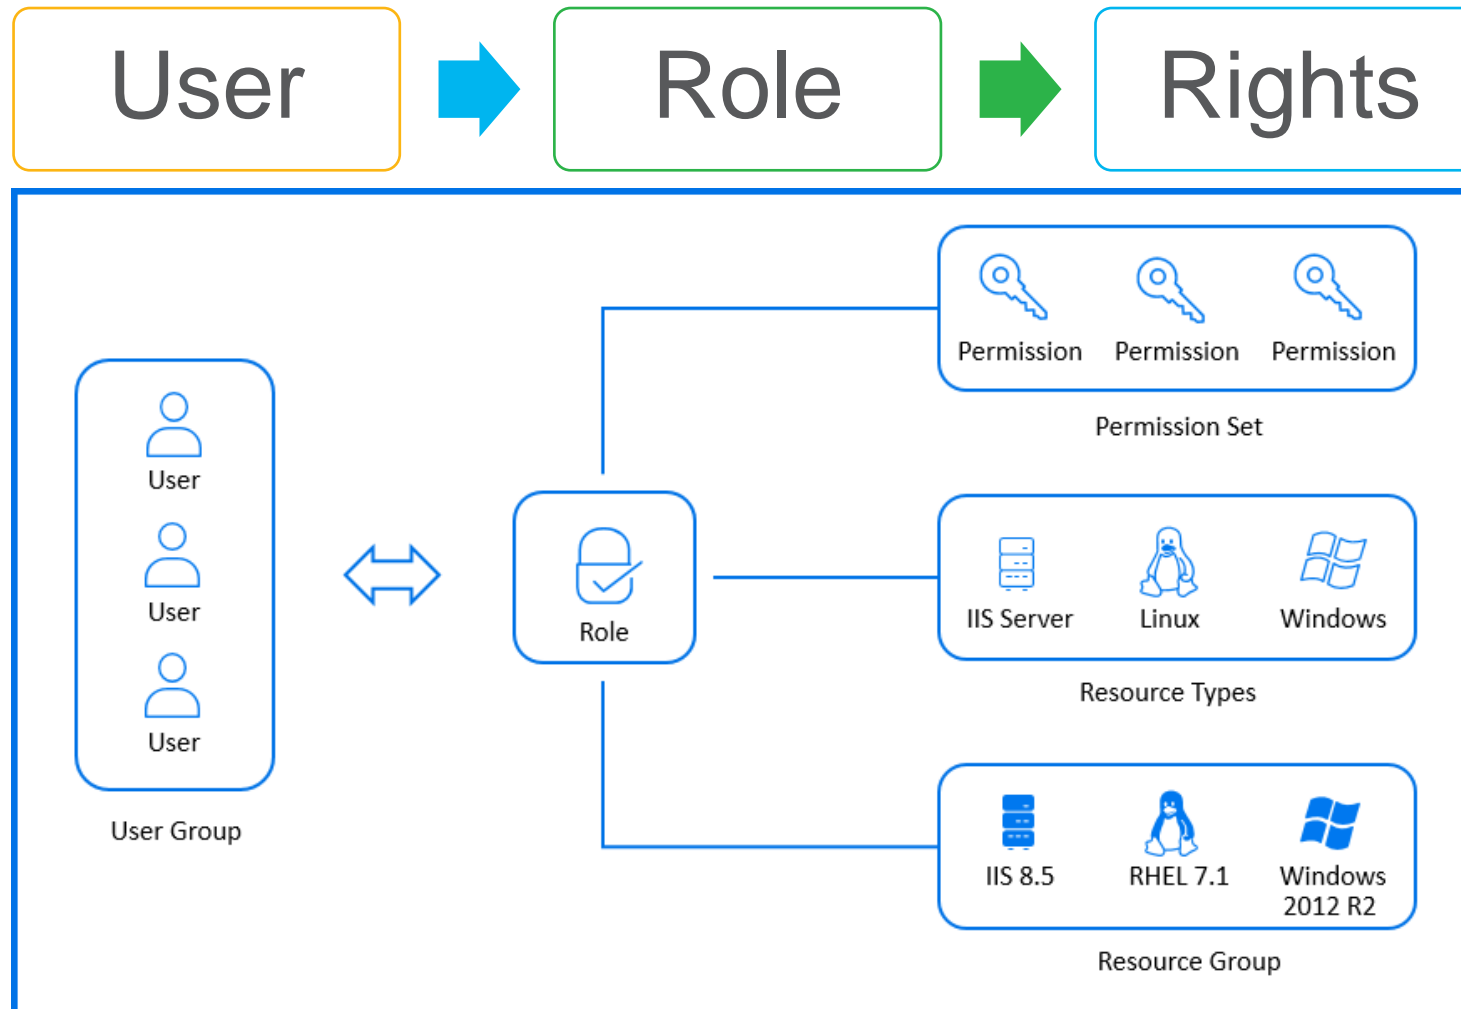 User
Role
Rights
Permission
Permission
Permission
Permission Set
User
User
User
User Group
Role
IIS Server
Linux
Windows
Resource Types
IIS 8.5
RHEL 7.1
Windows
2012 R2
Resource Group